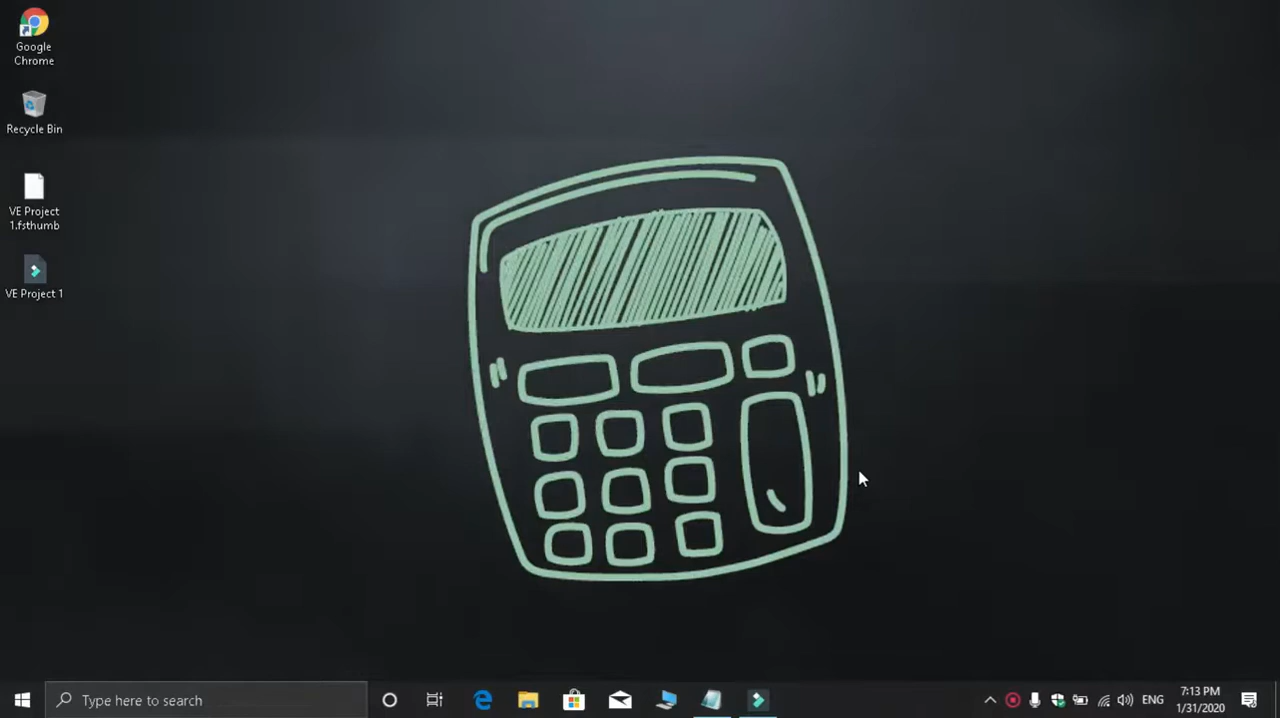 Google
Chrome
Recycle Bin
VE Project
1.fsthumb
VE Project 1
Type here to search
ENG
7:13 PM
1/31/2020